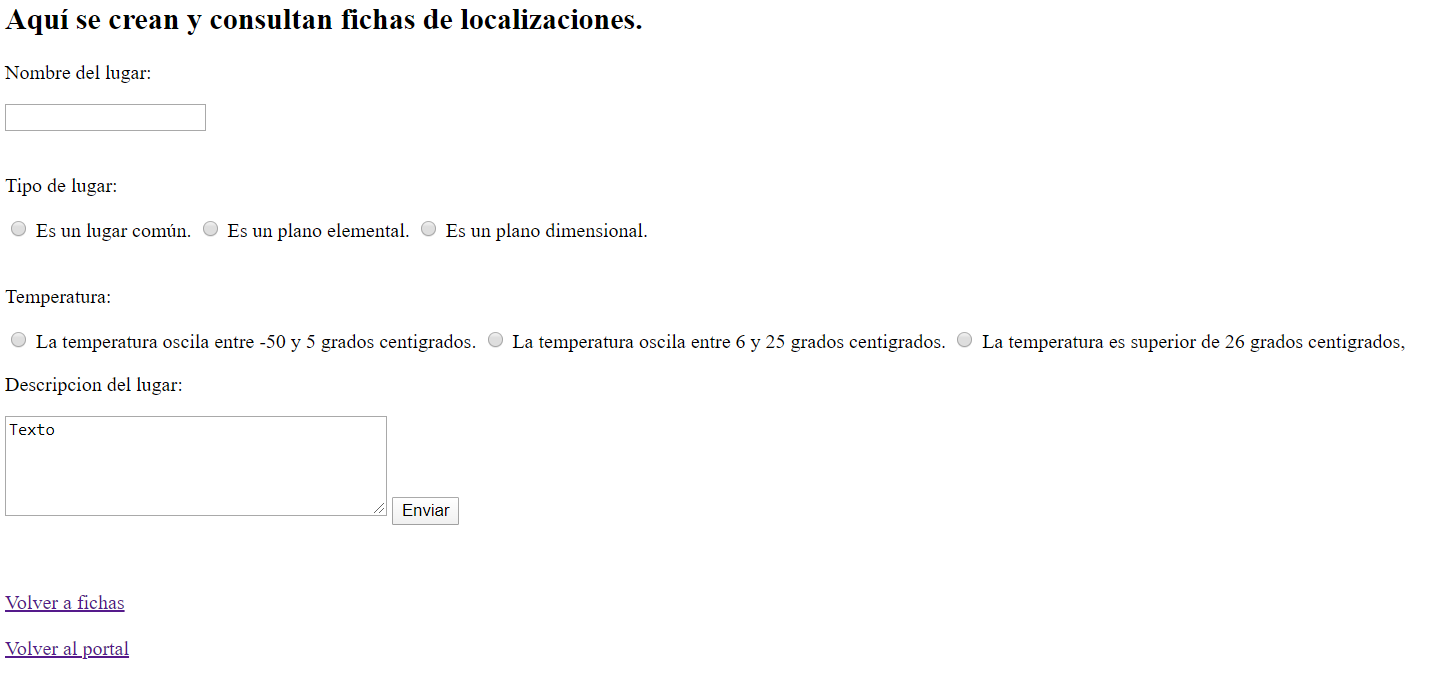 Aquí se crean y consultan fichas de localizaciones.
Nombre del lugar:
Tipo de lugar:
Es un lugar común. Es un plano elemental. Es un plano dimensional.
Temperatura:
La temperatura oscila entre -50 y 5 grados centigrados. La temperatura oscila entre 6 y 25 grados centigrados. La temperatura es superior de 26 grados centigrados,
Descripcion del lugar:
Texto
Enviar
Volver a fichas
Volver al portal